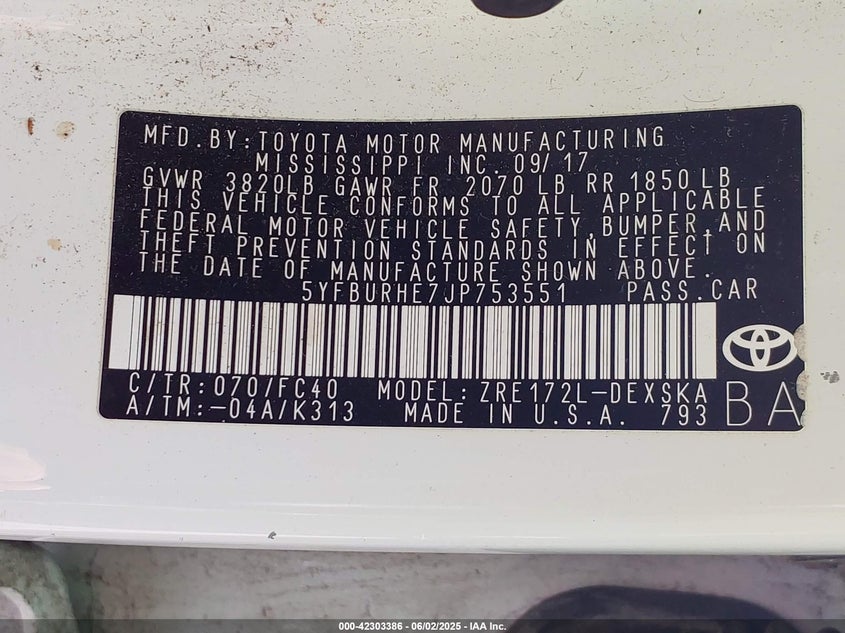 MFD.BY:TOYOTA MOTOR MANUFACTURING
MISSISSIPPI INC. 09/17
GVWR 3820LB GAWR FR 2070 LB RR 1850 LB
THIS VEHICLE CONFORMS TO ALL APPLICABLE
FEDERAL MOTOR VEHICLE SAFETY,BUMPER,AND
THEFT PREVENTION STANDARDS IN EFFECT ON
THE DATE OF MANUFACTURE SHOWN ABOVE.
5YFBURHE7JP753551 PASS.CAR
C/TR:070/FC40 MODEL:ZRE172L-DEXSKA
A/TM:-04A/K313 MADE IN U.S.A. 793
BA
000-42303386 - 06/02/2025 - IAA Inc.